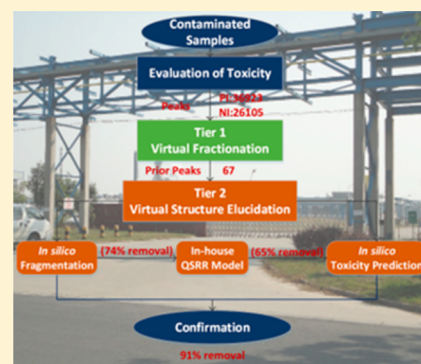 Contaminated
Samples
Evaluation of Toxicity
Peaks
NI:26105
Tier 1
Virtual Fractionation
Prior Peaks 67
Tier 2
Virtual Structure Elucidation
In silico
Fragmentation
(74% removal)
In-house
QSRR Model
(65% removal)
In silico
Toxicity Prediction
Confirmation
91% removal